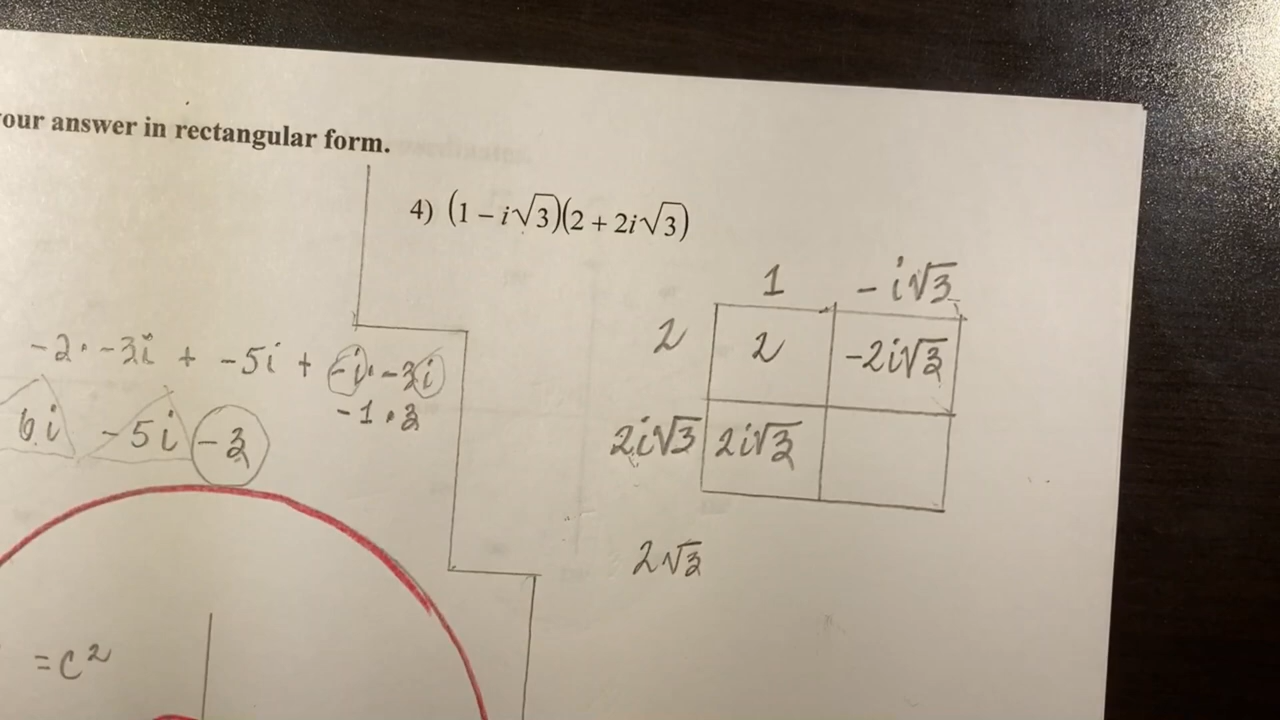 our answer in rectangular form.
4) (1 – i√3)(2 + 2i√3)
1 -i√3
2 2 -2i√3
2i√3 2i√3
2√3
-2·-3i + -5i + -i·-3i
-1·3
6i -5i -3
=c²